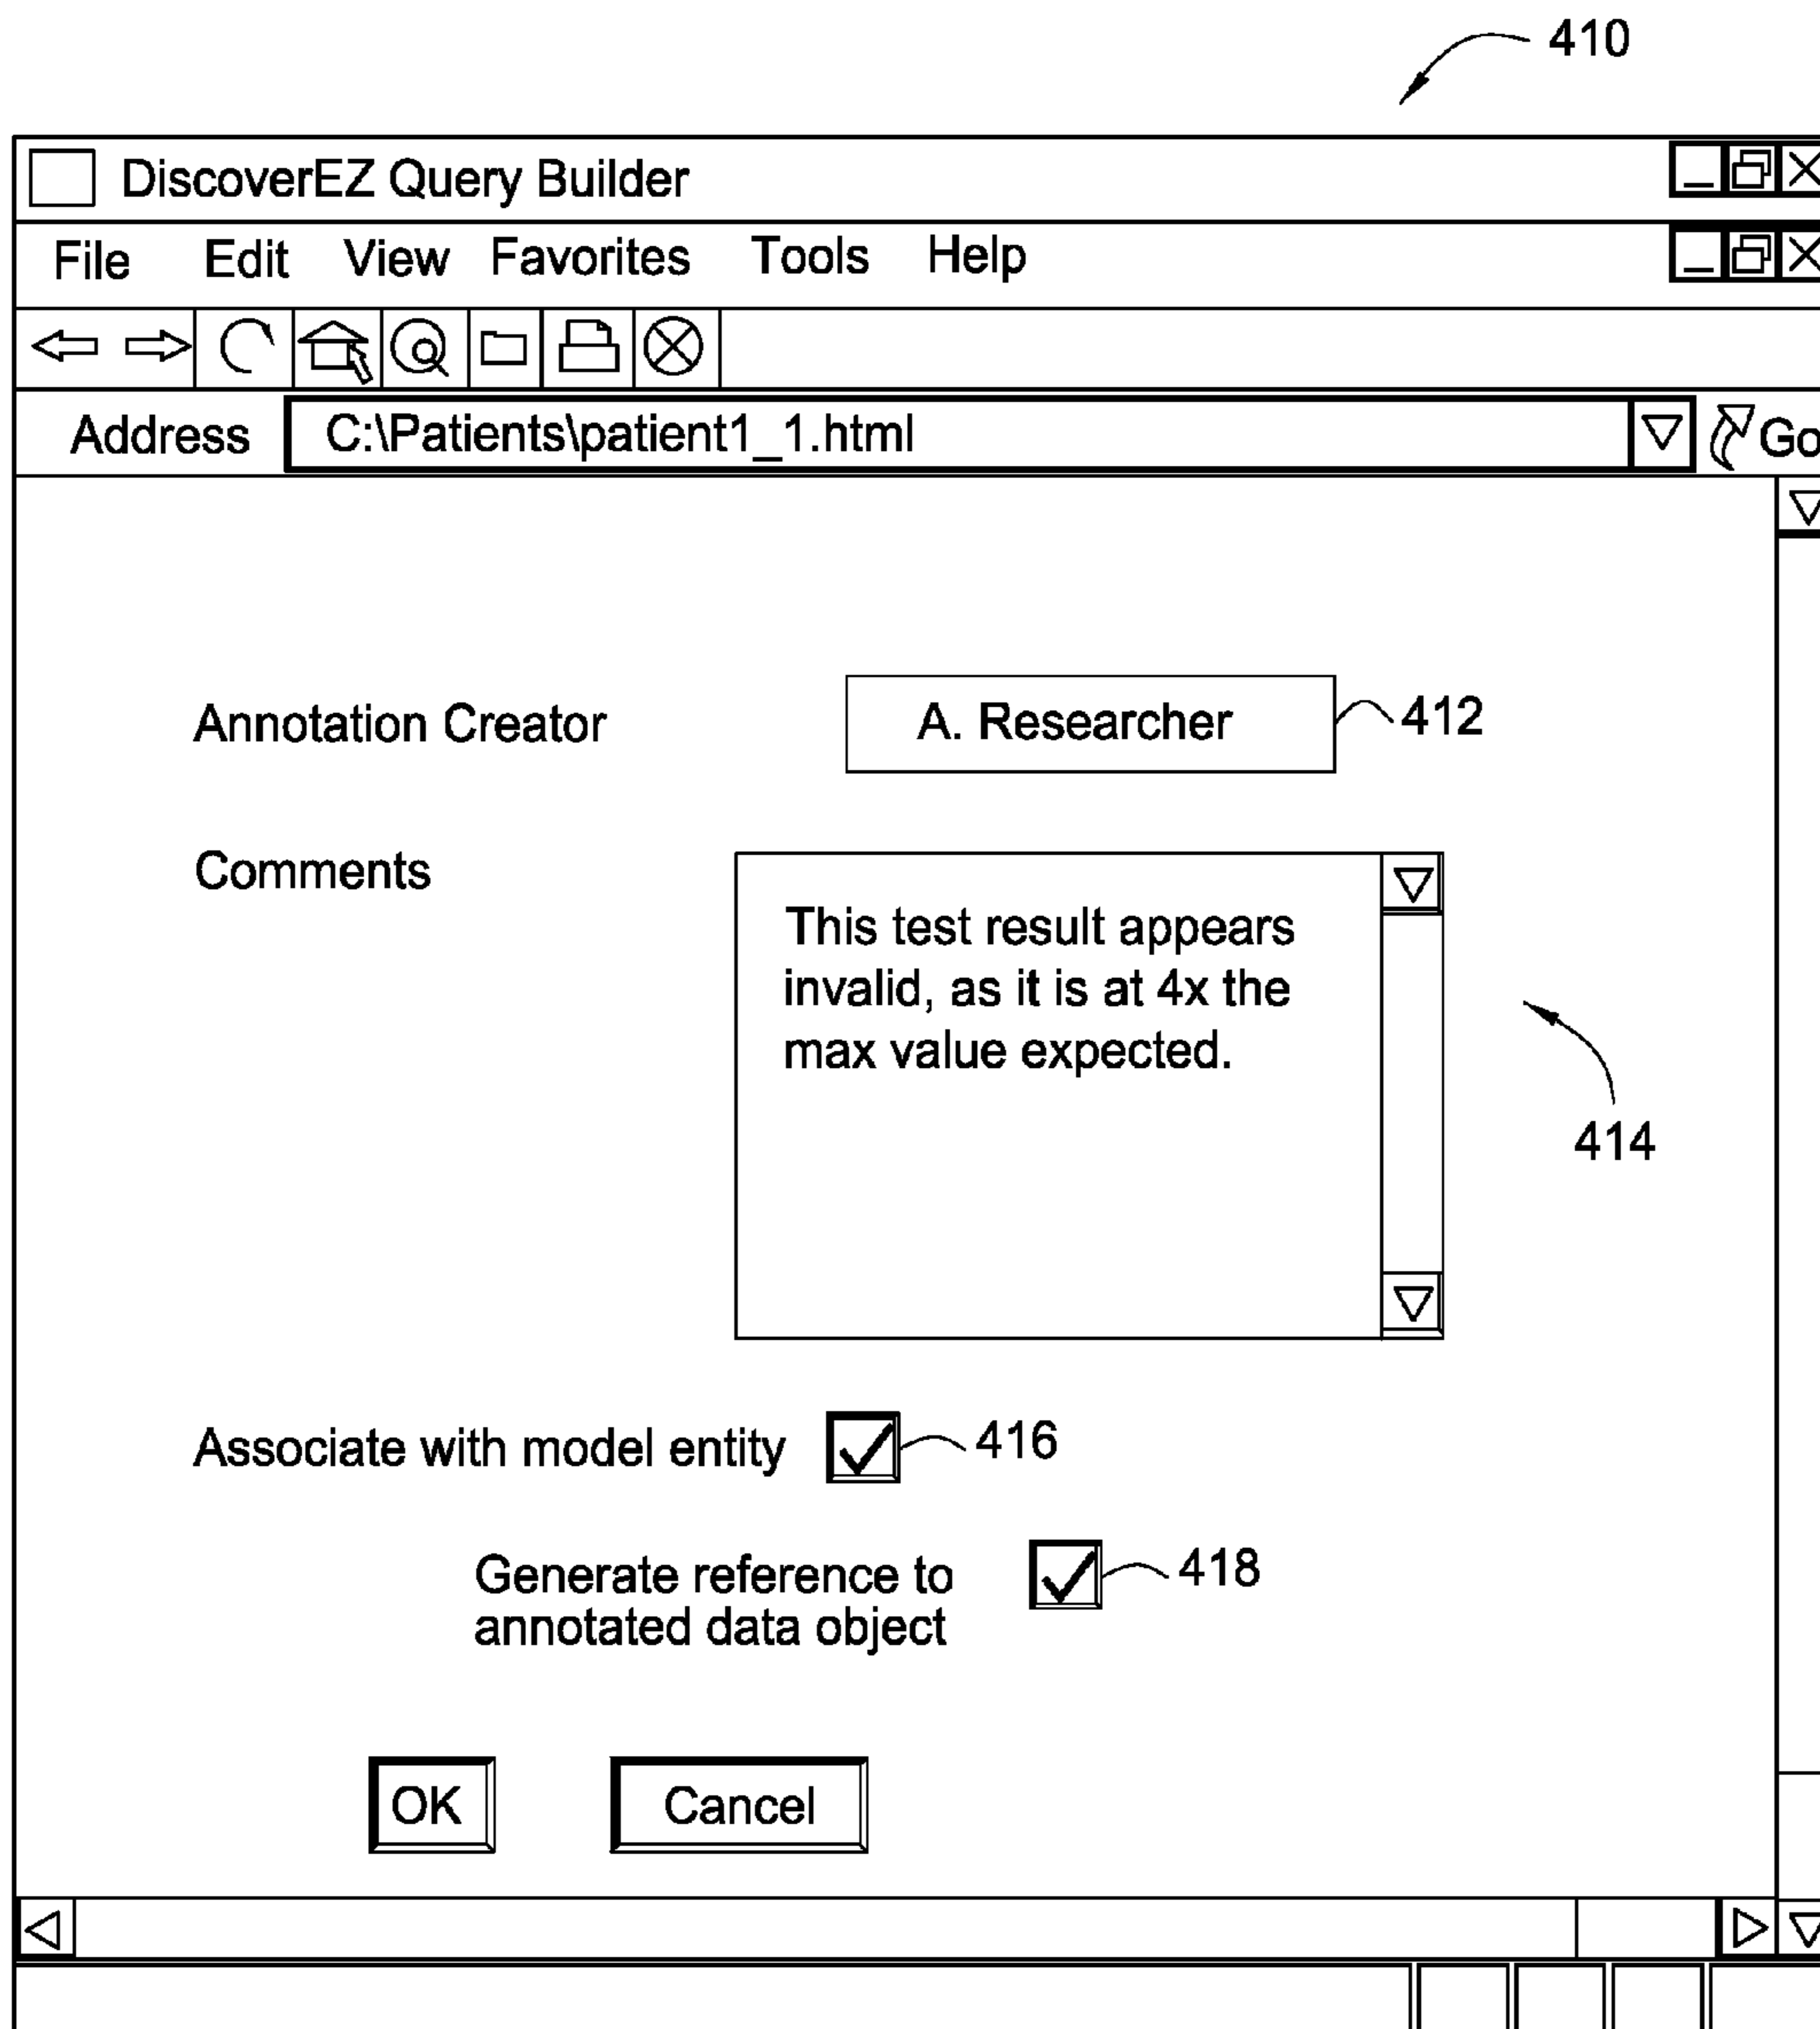 410
DiscoverEZ Query Builder
File Edit View Favorites Tools Help
Address C:\Patients\patient1_1.html Go
Annotation Creator A. Researcher 412
Comments
This test result appears
invalid, as it is at 4x the
max value expected.
414
Associate with model entity 416
Generate reference to 418
annotated data object
OK Cancel